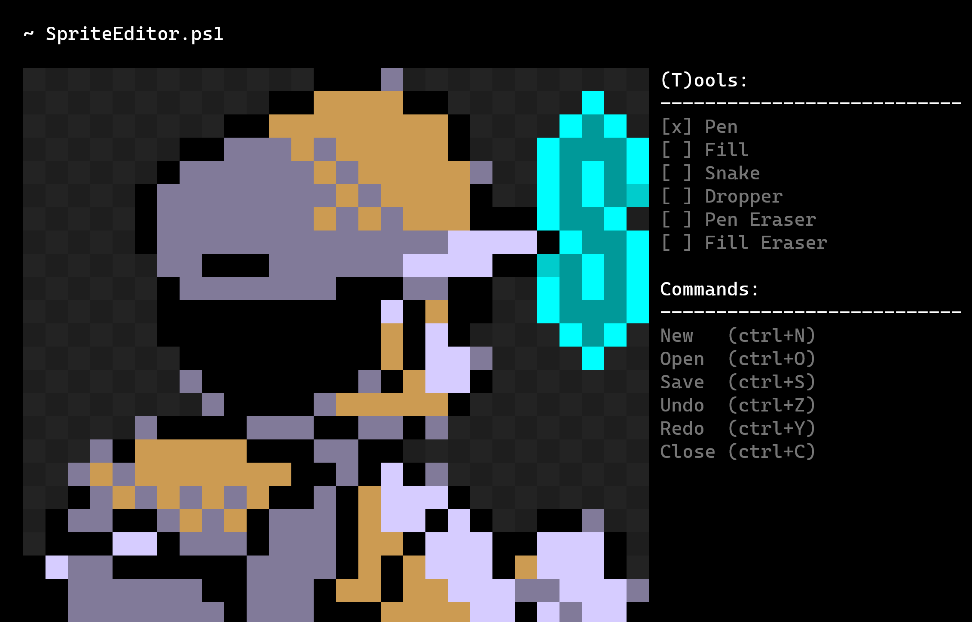 ~ SpriteEditor.ps1
(T)ools:
---------------------------
[x] Pen
[ ] Fill
[ ] Snake
[ ] Dropper
[ ] Pen Eraser
[ ] Fill Eraser
Commands:
---------------------------
New (ctrl+N)
Open (ctrl+O)
Save (ctrl+S)
Undo (ctrl+Z)
Redo (ctrl+Y)
Close (ctrl+C)